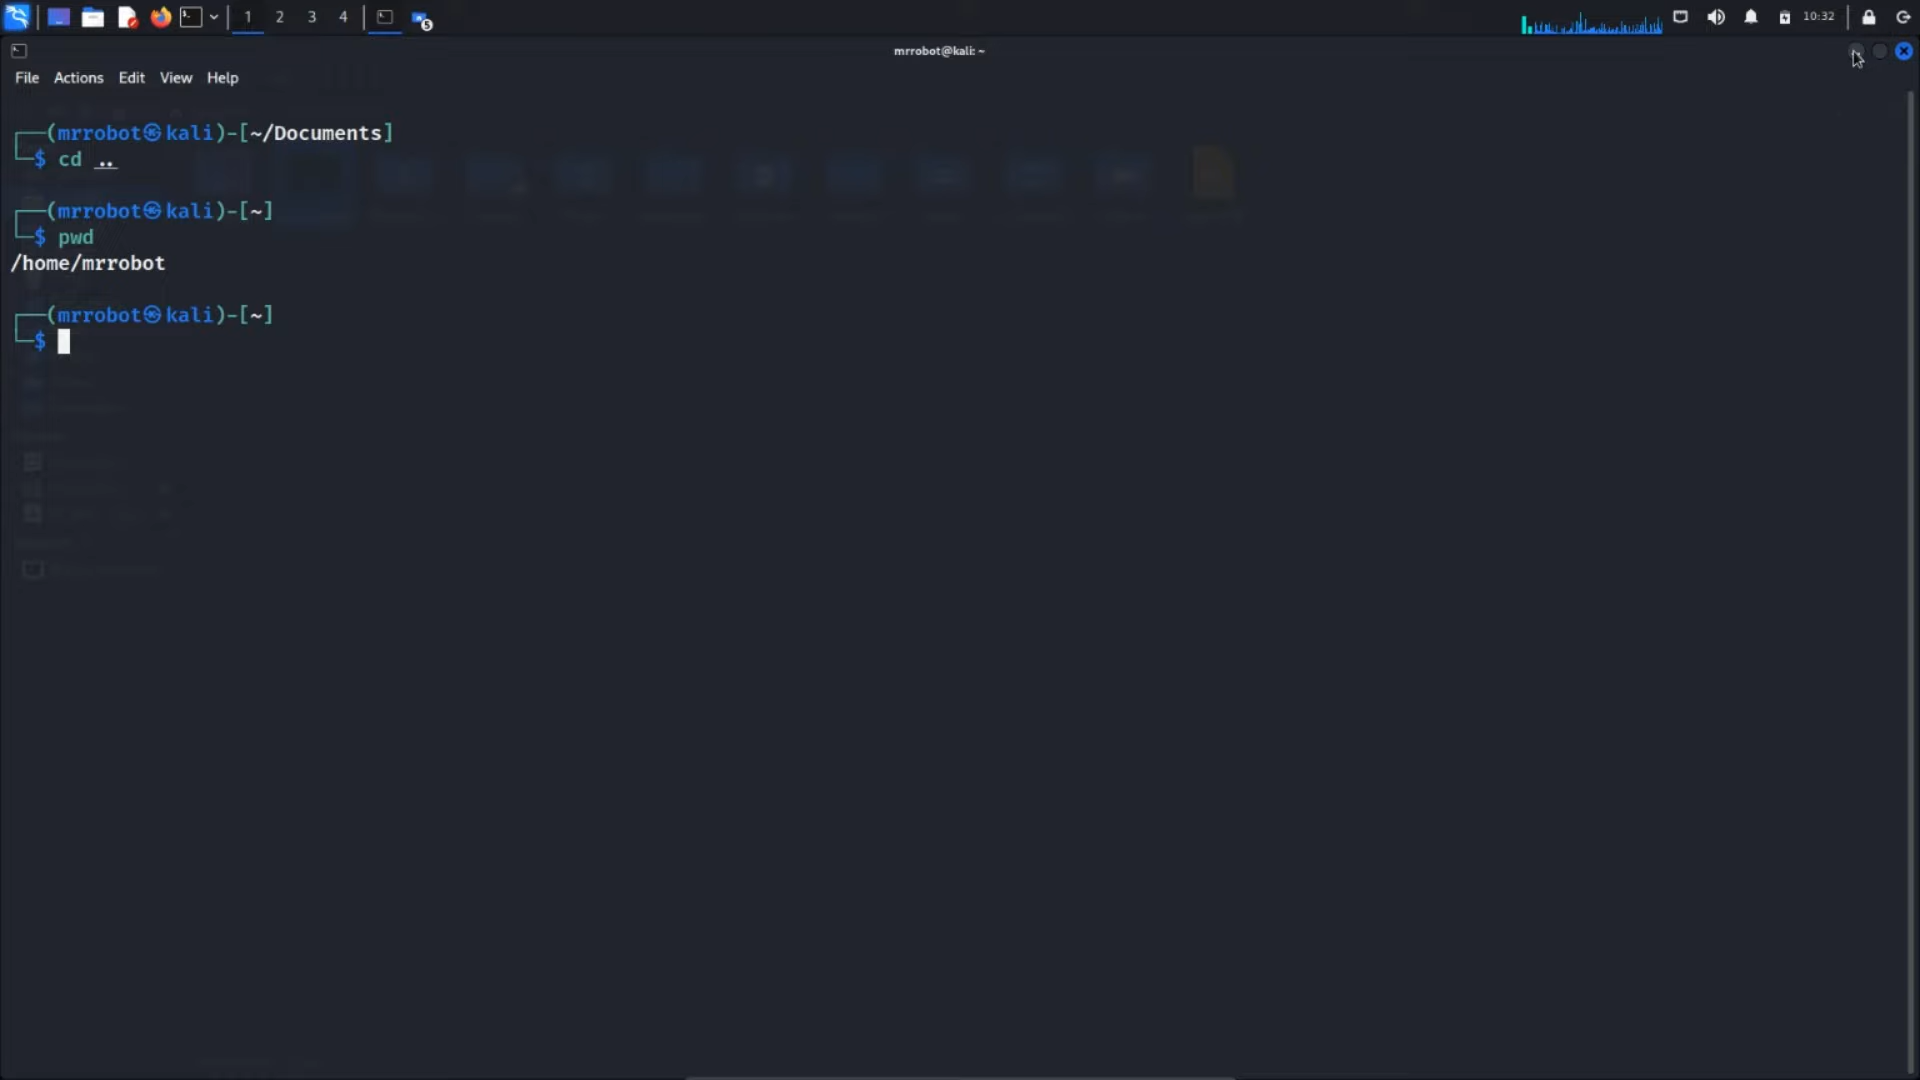 1 2 3 4 5 10:32
mrrobot@kali: ~
File Actions Edit View Help
┌──(mrrobot㉿kali)-[~/Documents]
└─$ cd ..
┌──(mrrobot㉿kali)-[~]
└─$ pwd
/home/mrrobot
┌──(mrrobot㉿kali)-[~]
└─$